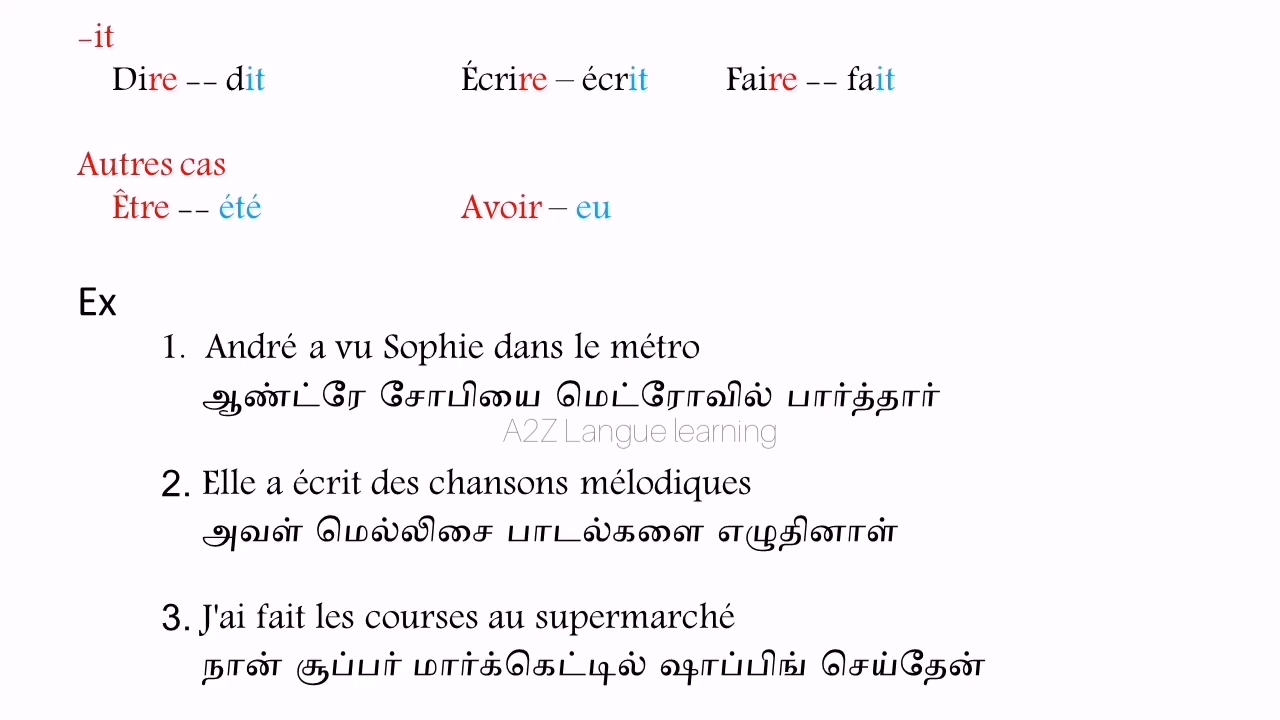 -it
Dire -- dit Écrire – écrit Faire -- fait
Autres cas
Être -- été Avoir – eu
Ex
1. André a vu Sophie dans le métro
ஆண்ட்ரே சோபியை மெட்ரோவில் பார்த்தார்
A2Z Langue learning
2. Elle a écrit des chansons mélodiques
அவள் மெல்லிசை பாடல்களை எழுதினாள்
3. J'ai fait les courses au supermarché
நான் சூப்பர் மார்க்கெட்டில் ஷாப்பிங் செய்தேன்